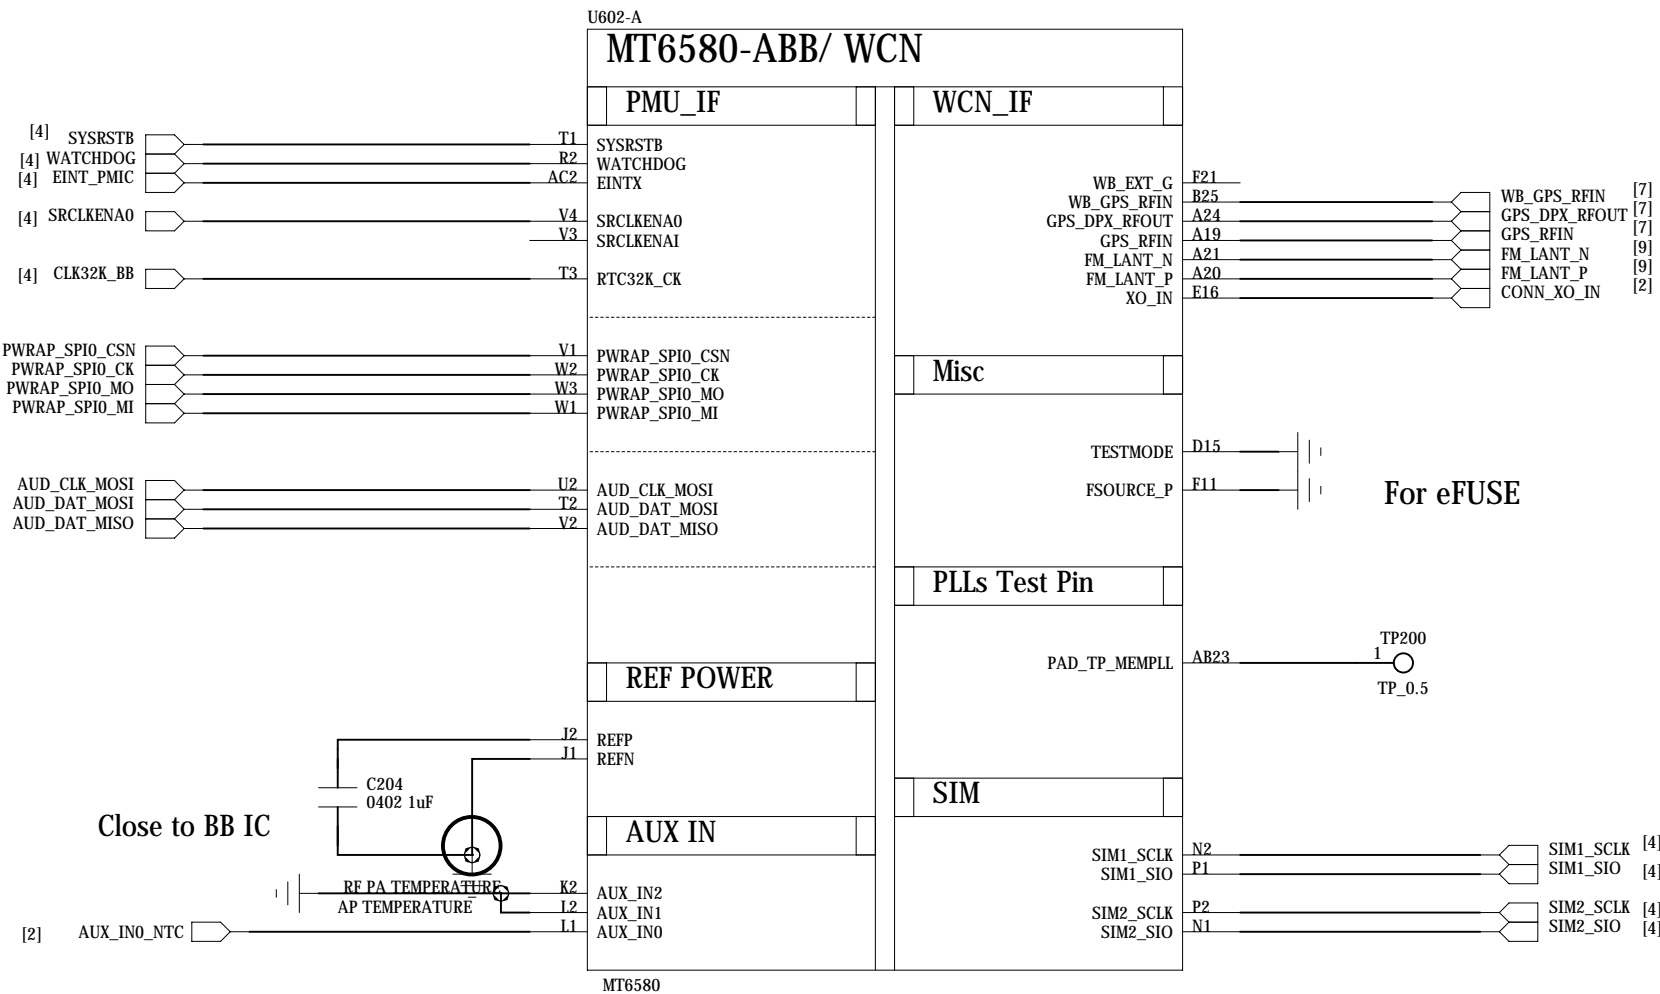 U602-A
MT6580-ABB/ WCN
PMU_IF
WCN_IF
[4] SYSRSTB T1 SYSRSTB
[4] WATCHDOG R2 WATCHDOG
[4] EINT_PMIC AC2 EINTX
[4] SRCLKENA0 V4 SRCLKENA0
V3 SRCLKENAI
[4] CLK32K_BB T3 RTC32K_CK
PWRAP_SPI0_CSN V1 PWRAP_SPI0_CSN
PWRAP_SPI0_CK W2 PWRAP_SPI0_CK
PWRAP_SPI0_MO W3 PWRAP_SPI0_MO
PWRAP_SPI0_MI W1 PWRAP_SPI0_MI
AUD_CLK_MOSI U2 AUD_CLK_MOSI
AUD_DAT_MOSI T2 AUD_DAT_MOSI
AUD_DAT_MISO V2 AUD_DAT_MISO
REF POWER
J2 REFP
J1 REFN
C204
0402 1uF
Close to BB IC
AUX IN
RF PA TEMPERATURE K2 AUX_IN2
AP TEMPERATURE L2 AUX_IN1
[2] AUX_IN0_NTC L1 AUX_IN0
WB_EXT_G F21
WB_GPS_RFIN B25 WB_GPS_RFIN [7]
GPS_DPX_RFOUT A24 GPS_DPX_RFOUT [7]
GPS_RFIN A19 GPS_RFIN [7]
FM_LANT_N A21 FM_LANT_N [9]
FM_LANT_P A20 FM_LANT_P [9]
XO_IN E16 CONN_XO_IN [2]
Misc
TESTMODE D15
FSOURCE_P F11
For eFUSE
PLLs Test Pin
PAD_TP_MEMPLL AB23 1 TP200
TP_0.5
SIM
SIM1_SCLK N2 SIM1_SCLK [4]
SIM1_SIO P1 SIM1_SIO [4]
SIM2_SCLK P2 SIM2_SCLK [4]
SIM2_SIO N1 SIM2_SIO [4]
MT6580